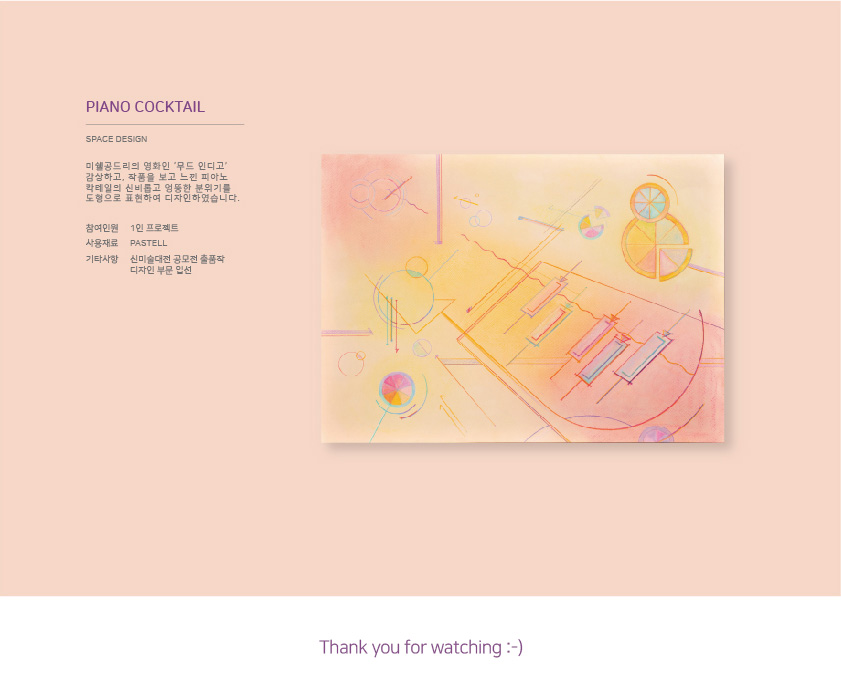 PIANO COCKTAIL
SPACE DESIGN
미쉘공드리의 영화인 '무드 인디고'
감상하고, 작품을 보고 느낀 피아노
칵테일의 신비롭고 엉뚱한 분위기를
도형으로 표현하여 디자인하였습니다.
참여인원 1인 프로젝트
사용재료 PASTELL
기타사항 신미술대전 공모전 출품작
디자인 부문 입선
Thank you for watching :-)